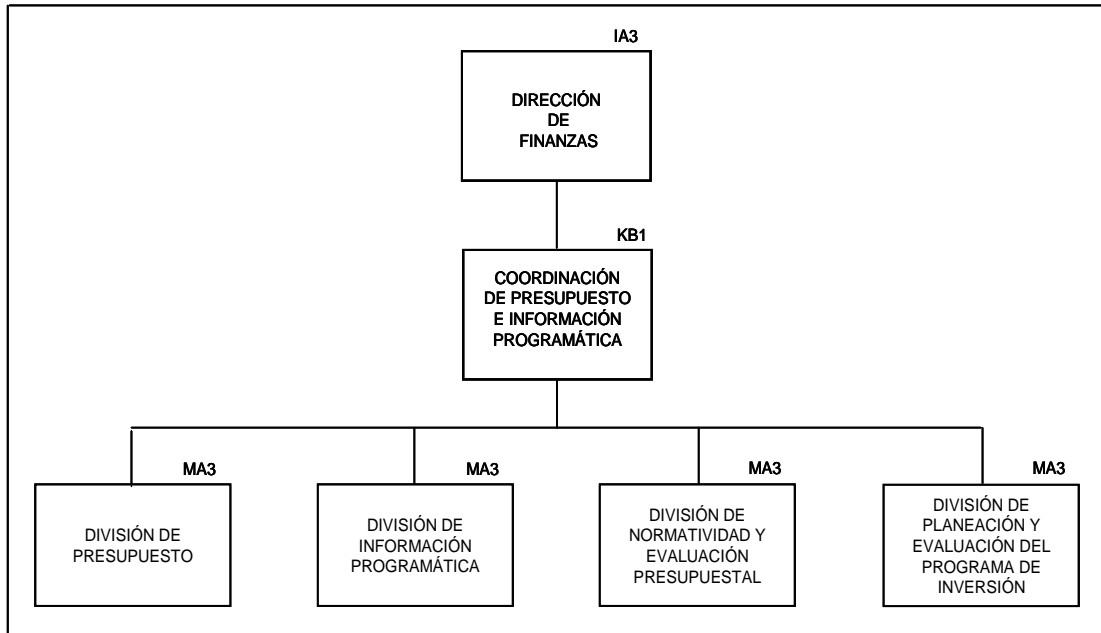 IA3
DIRECCIÓN
DE
FINANZAS
KB1
COORDINACIÓN
DE PRESUPUESTO
E INFORMACIÓN
PROGRAMÁTICA
MA3
DIVISIÓN DE
PRESUPUESTO
MA3
DIVISIÓN DE
INFORMACIÓN
PROGRAMÁTICA
MA3
DIVISIÓN DE
NORMATIVIDAD Y
EVALUACIÓN
PRESUPUESTAL
MA3
DIVISIÓN DE
PLANEACIÓN Y
EVALUACIÓN DEL
PROGRAMA DE
INVERSIÓN